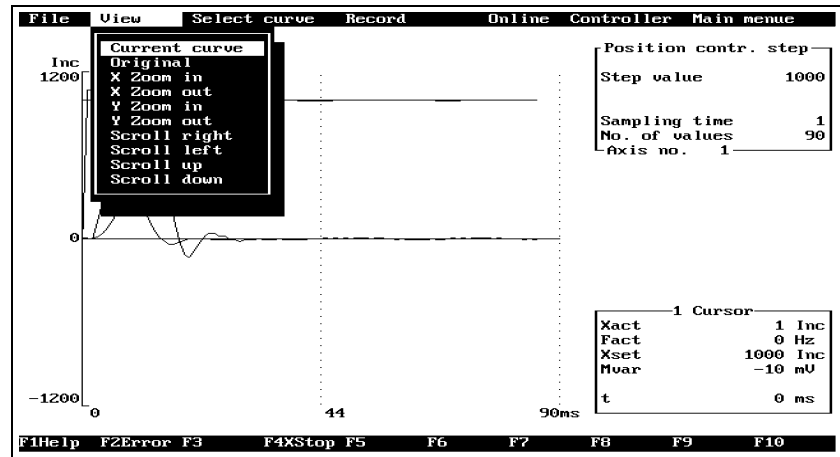 File View Select curve Record Online Controller Main menue
Current curve
Original
X Zoom in
X Zoom out
Y Zoom in
Y Zoom out
Scroll right
Scroll left
Scroll up
Scroll down
Inc
1200
0
-1200
0 44 90ms
Position contr. step
Step value 1000
Sampling time 1
No. of values 90
Axis no. 1
1 Cursor
Xact 1 Inc
Fact 0 Hz
Xset 1000 Inc
Mvar -10 mV
t 0 ms
F1Help F2Error F3 F4XStop F5 F6 F7 F8 F9 F10